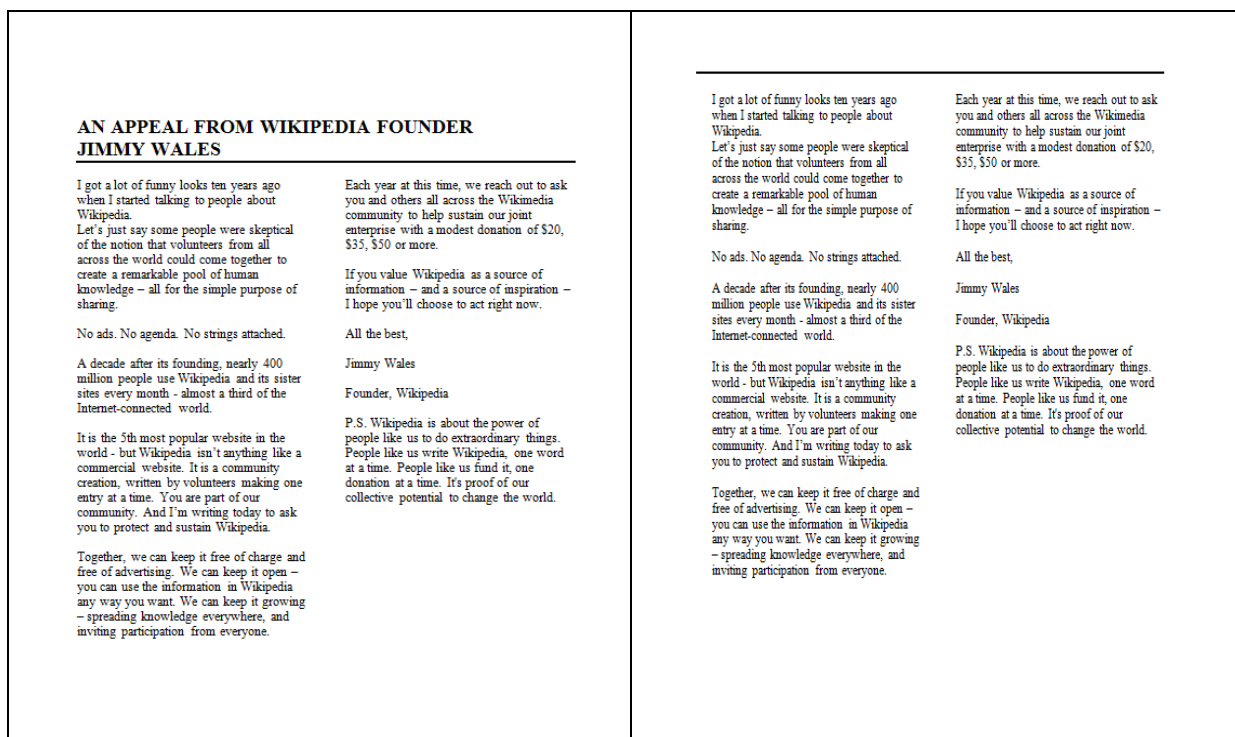 AN APPEAL FROM WIKIPEDIA FOUNDER
JIMMY WALES
I got a lot of funny looks ten years ago
when I started talking to people about
Wikipedia.
Let’s just say some people were skeptical
of the notion that volunteers from all
across the world could come together to
create a remarkable pool of human
knowledge – all for the simple purpose of
sharing.
No ads. No agenda. No strings attached.
A decade after its founding, nearly 400
million people use Wikipedia and its sister
sites every month - almost a third of the
Internet-connected world.
It is the 5th most popular website in the
world - but Wikipedia isn’t anything like a
commercial website. It is a community
creation, written by volunteers making one
entry at a time. You are part of our
community. And I’m writing today to ask
you to protect and sustain Wikipedia.
Together, we can keep it free of charge and
free of advertising. We can keep it open –
you can use the information in Wikipedia
any way you want. We can keep it growing
– spreading knowledge everywhere, and
inviting participation from everyone.
Each year at this time, we reach out to ask
you and others all across the Wikimedia
community to help sustain our joint
enterprise with a modest donation of $20,
$35, $50 or more.
If you value Wikipedia as a source of
information – and a source of inspiration –
I hope you’ll choose to act right now.
All the best,
Jimmy Wales
Founder, Wikipedia
P.S. Wikipedia is about the power of
people like us to do extraordinary things.
People like us write Wikipedia, one word
at a time. People like us fund it, one
donation at a time. It's proof of our
collective potential to change the world.
I got a lot of funny looks ten years ago
when I started talking to people about
Wikipedia.
Let’s just say some people were skeptical
of the notion that volunteers from all
across the world could come together to
create a remarkable pool of human
knowledge – all for the simple purpose of
sharing.
No ads. No agenda. No strings attached.
A decade after its founding, nearly 400
million people use Wikipedia and its sister
sites every month - almost a third of the
Internet-connected world.
It is the 5th most popular website in the
world - but Wikipedia isn’t anything like a
commercial website. It is a community
creation, written by volunteers making one
entry at a time. You are part of our
community. And I’m writing today to ask
you to protect and sustain Wikipedia.
Together, we can keep it free of charge and
free of advertising. We can keep it open –
you can use the information in Wikipedia
any way you want. We can keep it growing
– spreading knowledge everywhere, and
inviting participation from everyone.
Each year at this time, we reach out to ask
you and others all across the Wikimedia
community to help sustain our joint
enterprise with a modest donation of $20,
$35, $50 or more.
If you value Wikipedia as a source of
information – and a source of inspiration –
I hope you’ll choose to act right now.
All the best,
Jimmy Wales
Founder, Wikipedia
P.S. Wikipedia is about the power of
people like us to do extraordinary things.
People like us write Wikipedia, one word
at a time. People like us fund it, one
donation at a time. It's proof of our
collective potential to change the world.